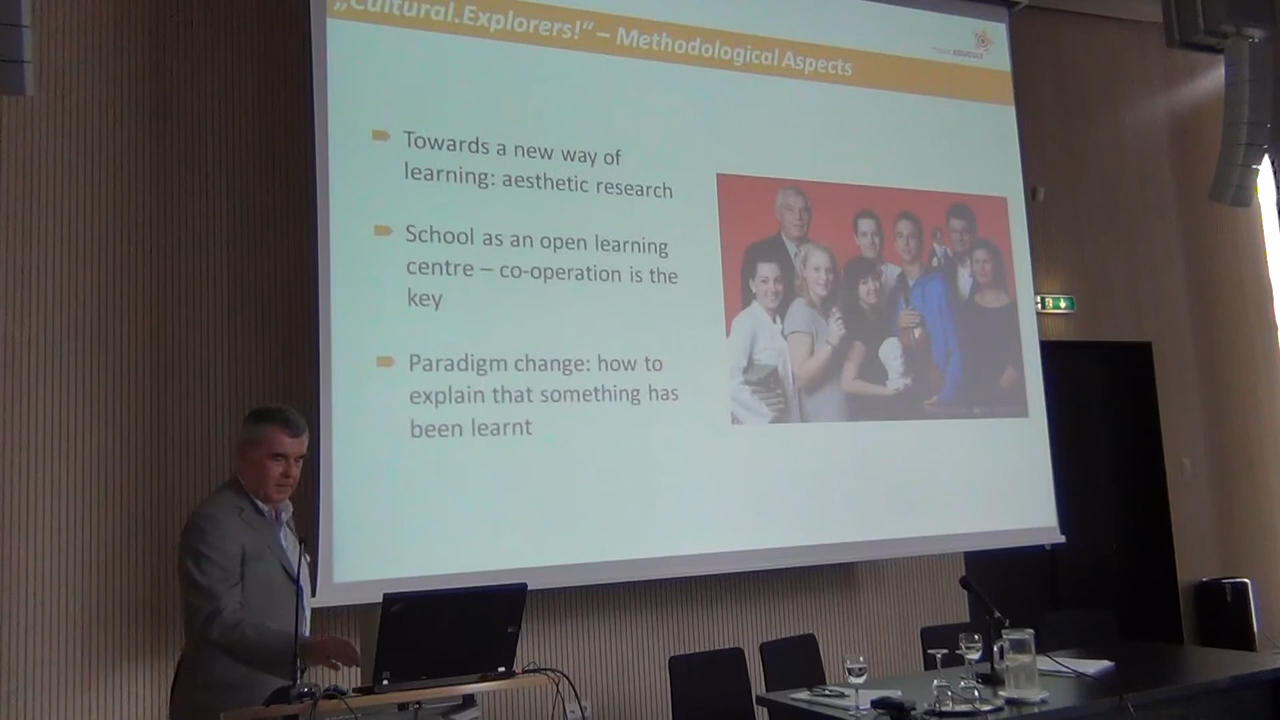 „Cultural.Explorers!“ – Methodological Aspects
EDUCULT
Towards a new way of
learning: aesthetic research
School as an open learning
centre – co-operation is the
key
Paradigm change: how to
explain that something has
been learnt